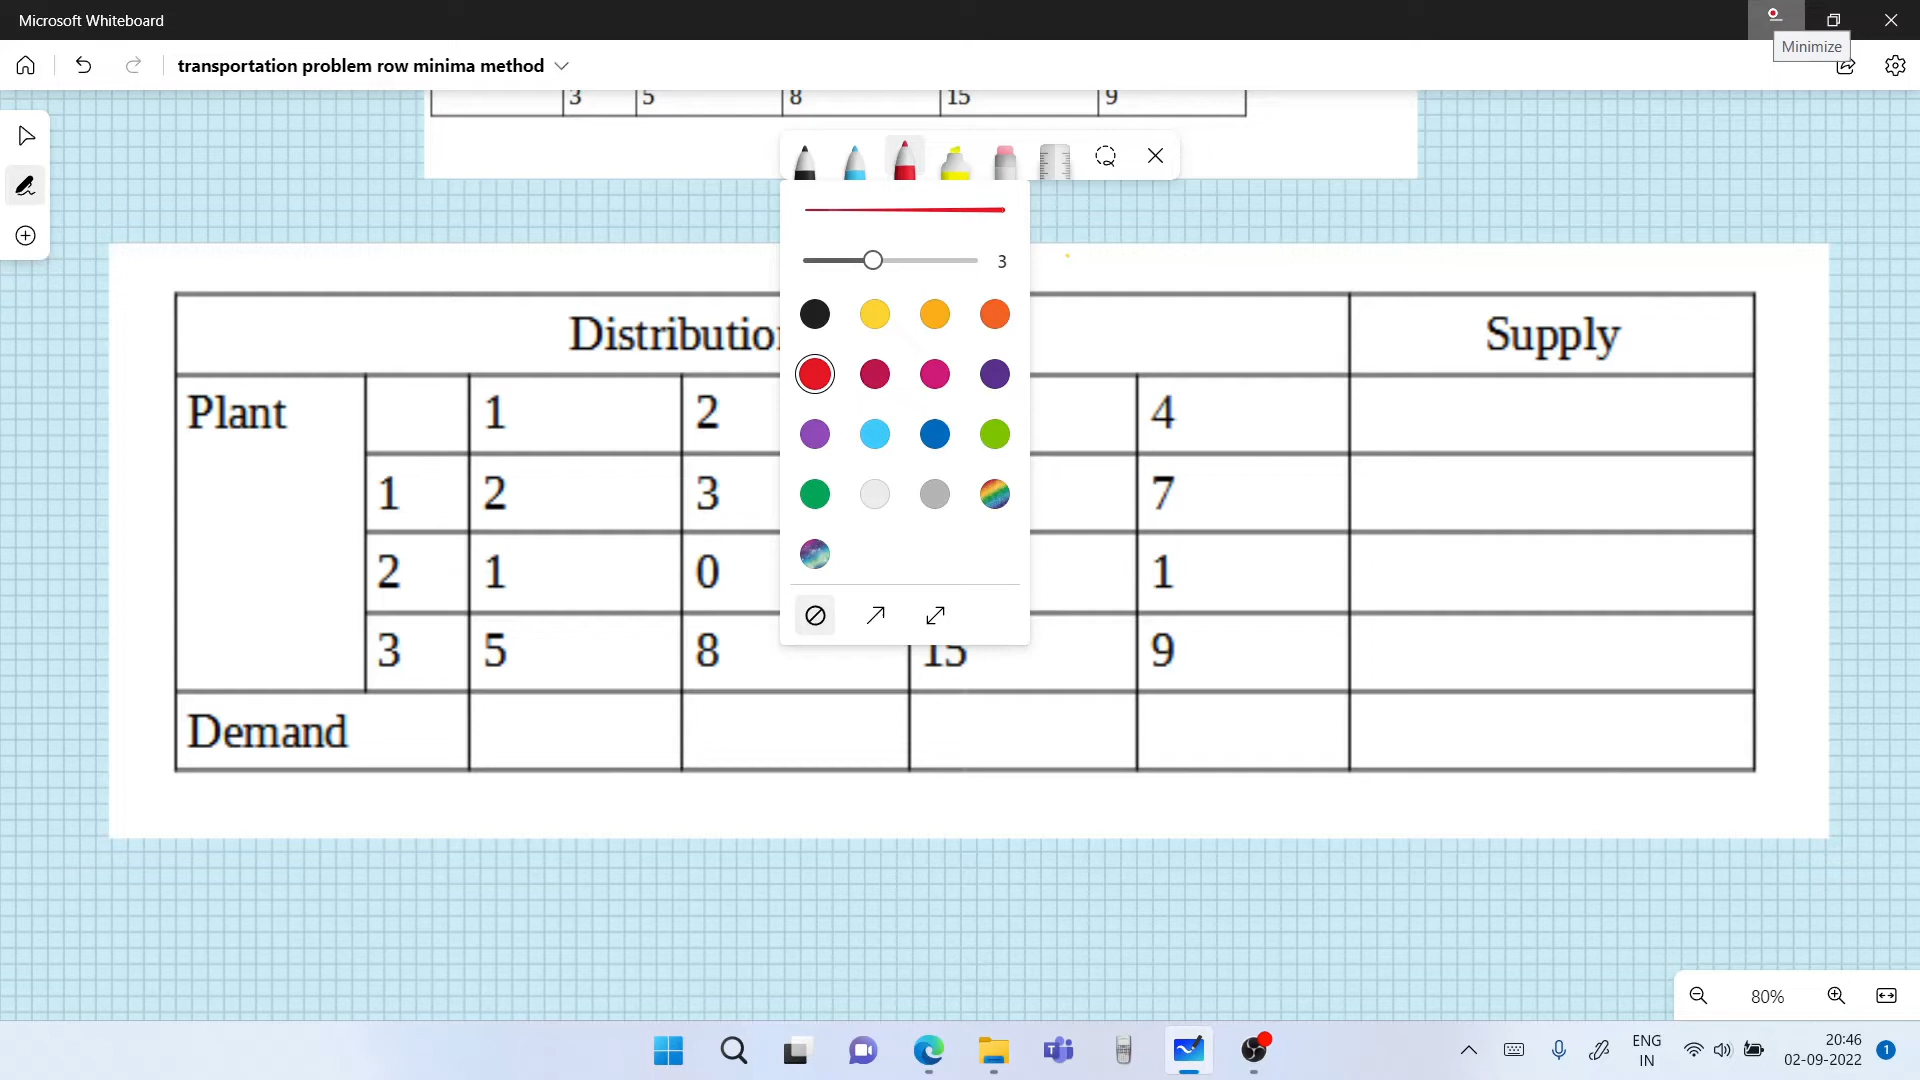 Microsoft Whiteboard
Minimize
transportation problem row minima method
3 5 8 15 9
3
Supply
Plant 1 2 4
1 2 3 7
2 1 0 1
3 5 8 15 9
Demand
80%
ENG
IN
20:46
02-09-2022
1